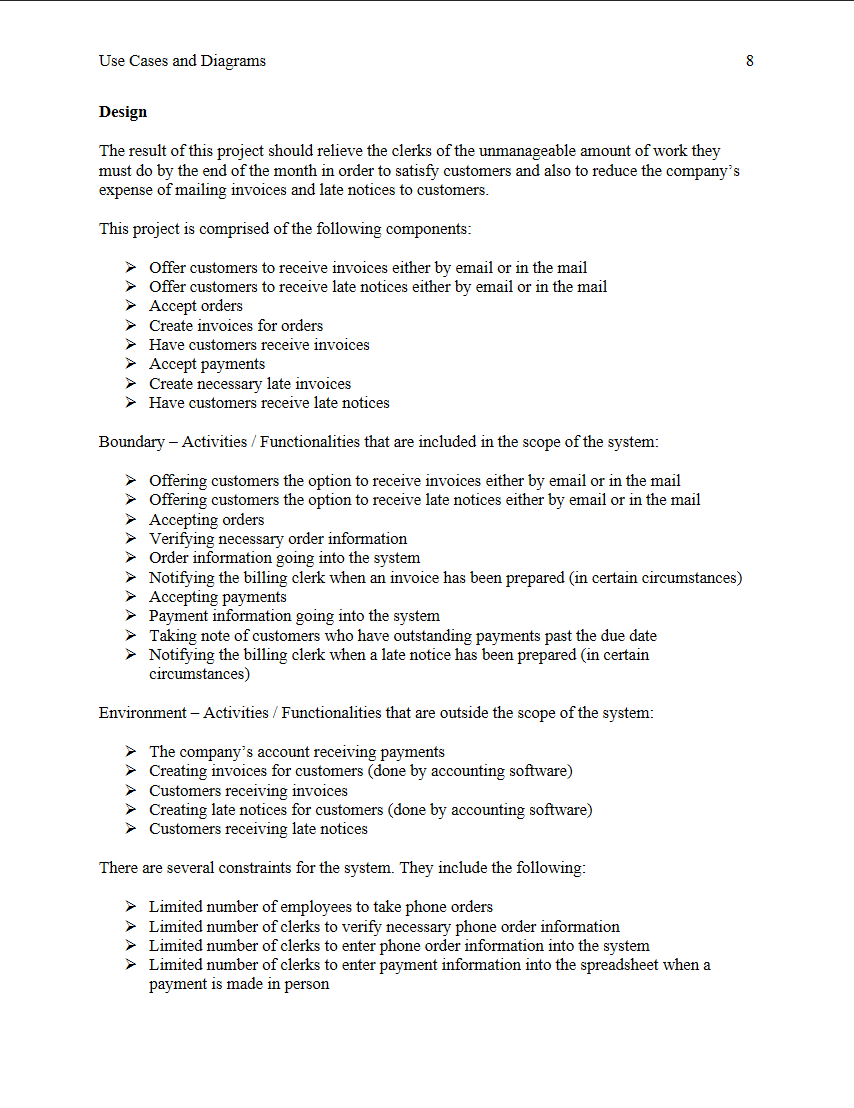 Use Cases and Diagrams 8
Design
The result of this project should relieve the clerks of the unmanageable amount of work they
must do by the end of the month in order to satisfy customers and also to reduce the company’s
expense of mailing invoices and late notices to customers.
This project is comprised of the following components:
➢ Offer customers to receive invoices either by email or in the mail
➢ Offer customers to receive late notices either by email or in the mail
➢ Accept orders
➢ Create invoices for orders
➢ Have customers receive invoices
➢ Accept payments
➢ Create necessary late invoices
➢ Have customers receive late notices
Boundary – Activities / Functionalities that are included in the scope of the system:
➢ Offering customers the option to receive invoices either by email or in the mail
➢ Offering customers the option to receive late notices either by email or in the mail
➢ Accepting orders
➢ Verifying necessary order information
➢ Order information going into the system
➢ Notifying the billing clerk when an invoice has been prepared (in certain circumstances)
➢ Accepting payments
➢ Payment information going into the system
➢ Taking note of customers who have outstanding payments past the due date
➢ Notifying the billing clerk when a late notice has been prepared (in certain
circumstances)
Environment – Activities / Functionalities that are outside the scope of the system:
➢ The company’s account receiving payments
➢ Creating invoices for customers (done by accounting software)
➢ Customers receiving invoices
➢ Creating late notices for customers (done by accounting software)
➢ Customers receiving late notices
There are several constraints for the system. They include the following:
➢ Limited number of employees to take phone orders
➢ Limited number of clerks to verify necessary phone order information
➢ Limited number of clerks to enter phone order information into the system
➢ Limited number of clerks to enter payment information into the spreadsheet when a
payment is made in person